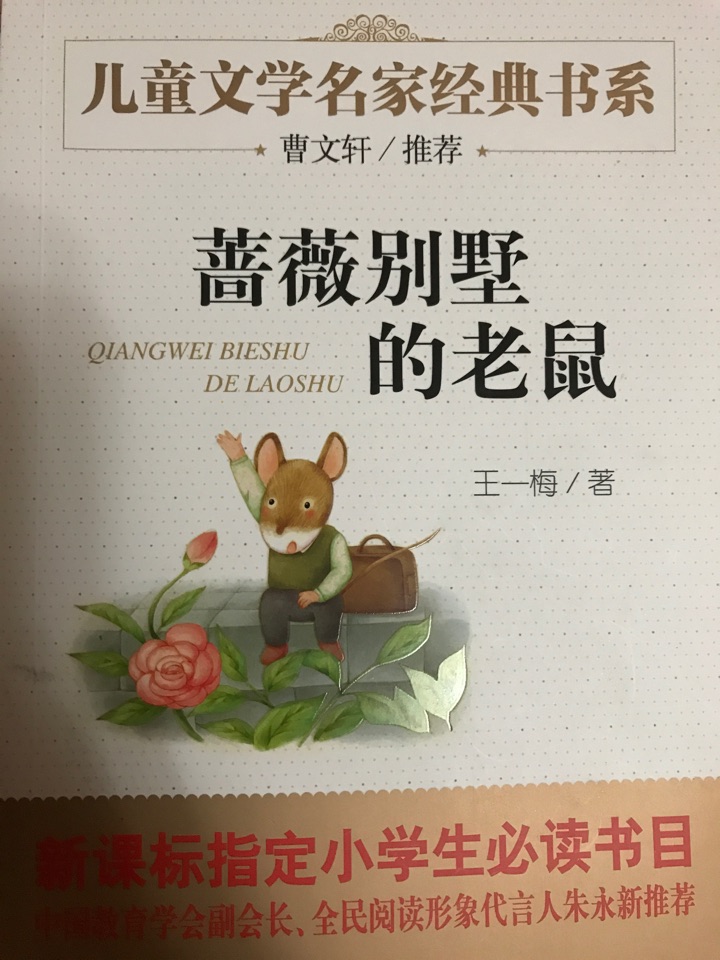 儿童文学名家经典书系
曹文轩/推荐
蔷薇别墅
QIANGWEI BIESHU
的老鼠
DE LAOSHU
王一梅/著
新课标指定小学生必读书目
中国教育学会副会长、全民阅读形象代言人朱永新推荐